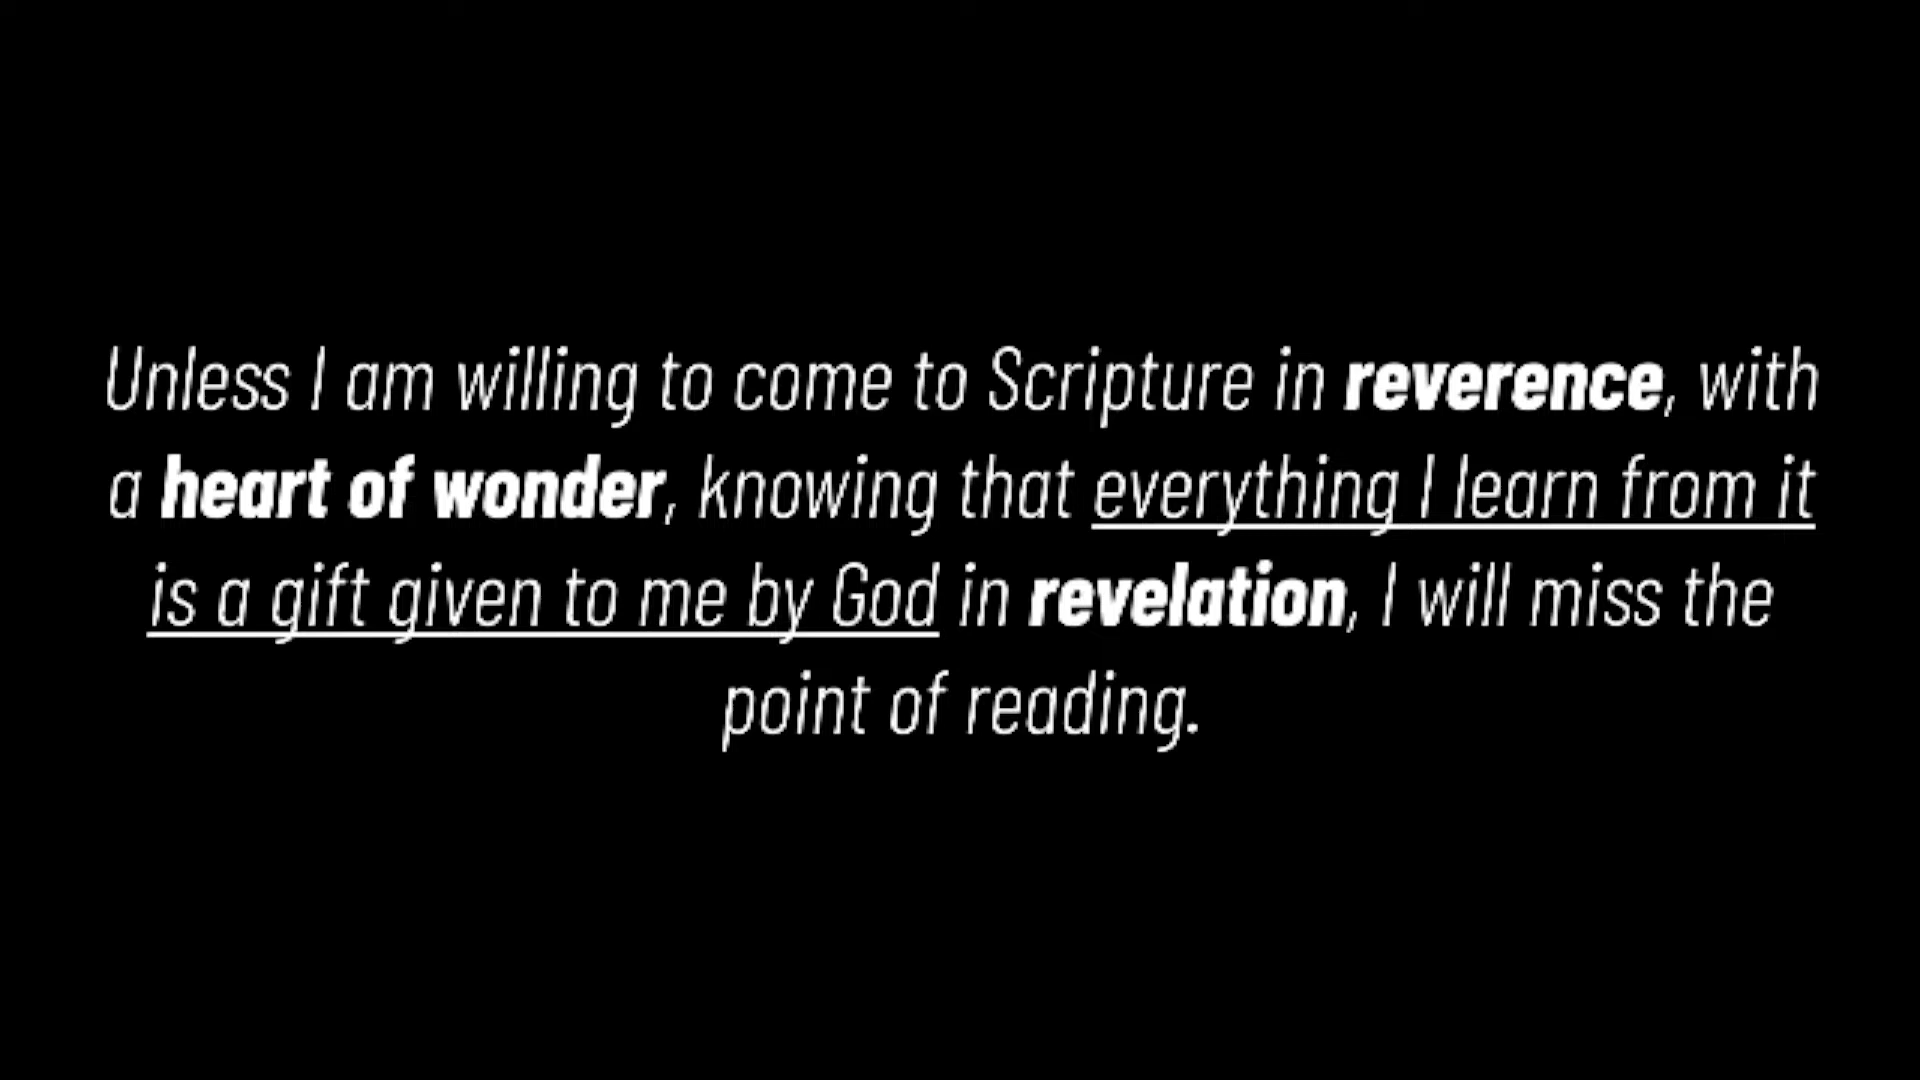 Unless I am willing to come to Scripture in reverence, with
a heart of wonder, knowing that everything I learn from it
is a gift given to me by God in revelation, I will miss the
point of reading.